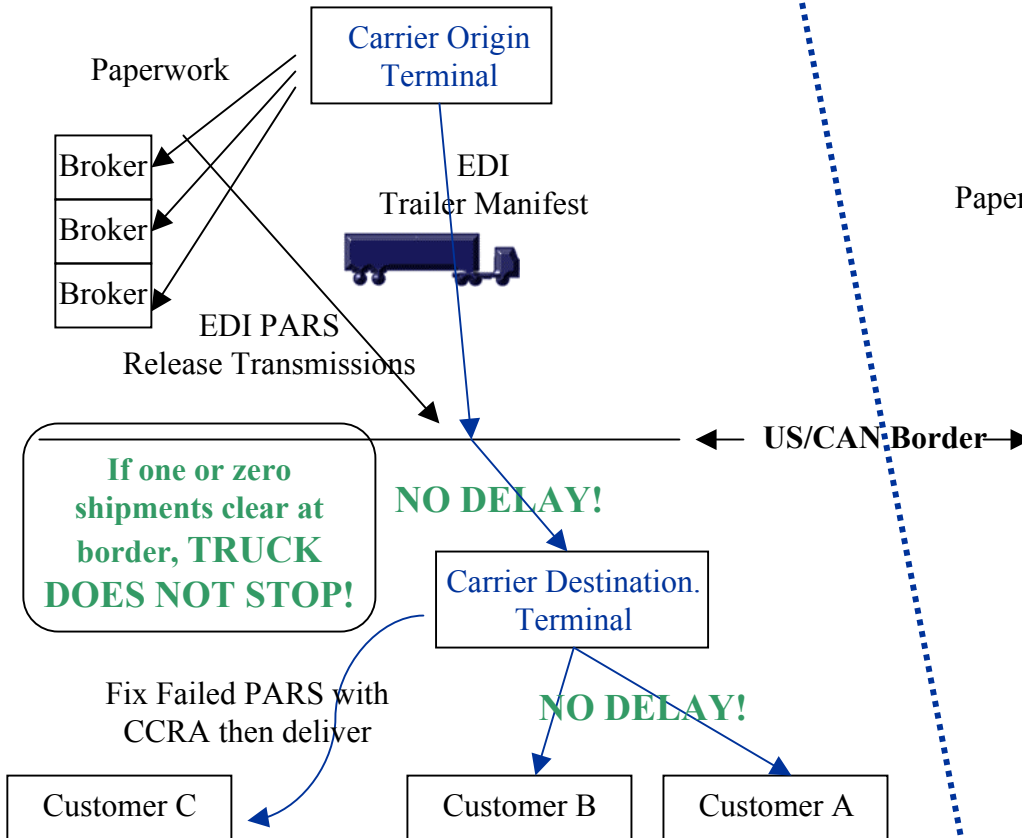 Carrier Origin
Terminal
Paperwork
Broker
Broker
Broker
EDI
Trailer Manifest
Paper
EDI PARS
Release Transmissions
US/CAN Border
If one or zero
shipments clear at
border, TRUCK
DOES NOT STOP!
NO DELAY!
Carrier Destination.
Terminal
Fix Failed PARS with
CCRA then deliver
NO DELAY!
Customer C
Customer B
Customer A